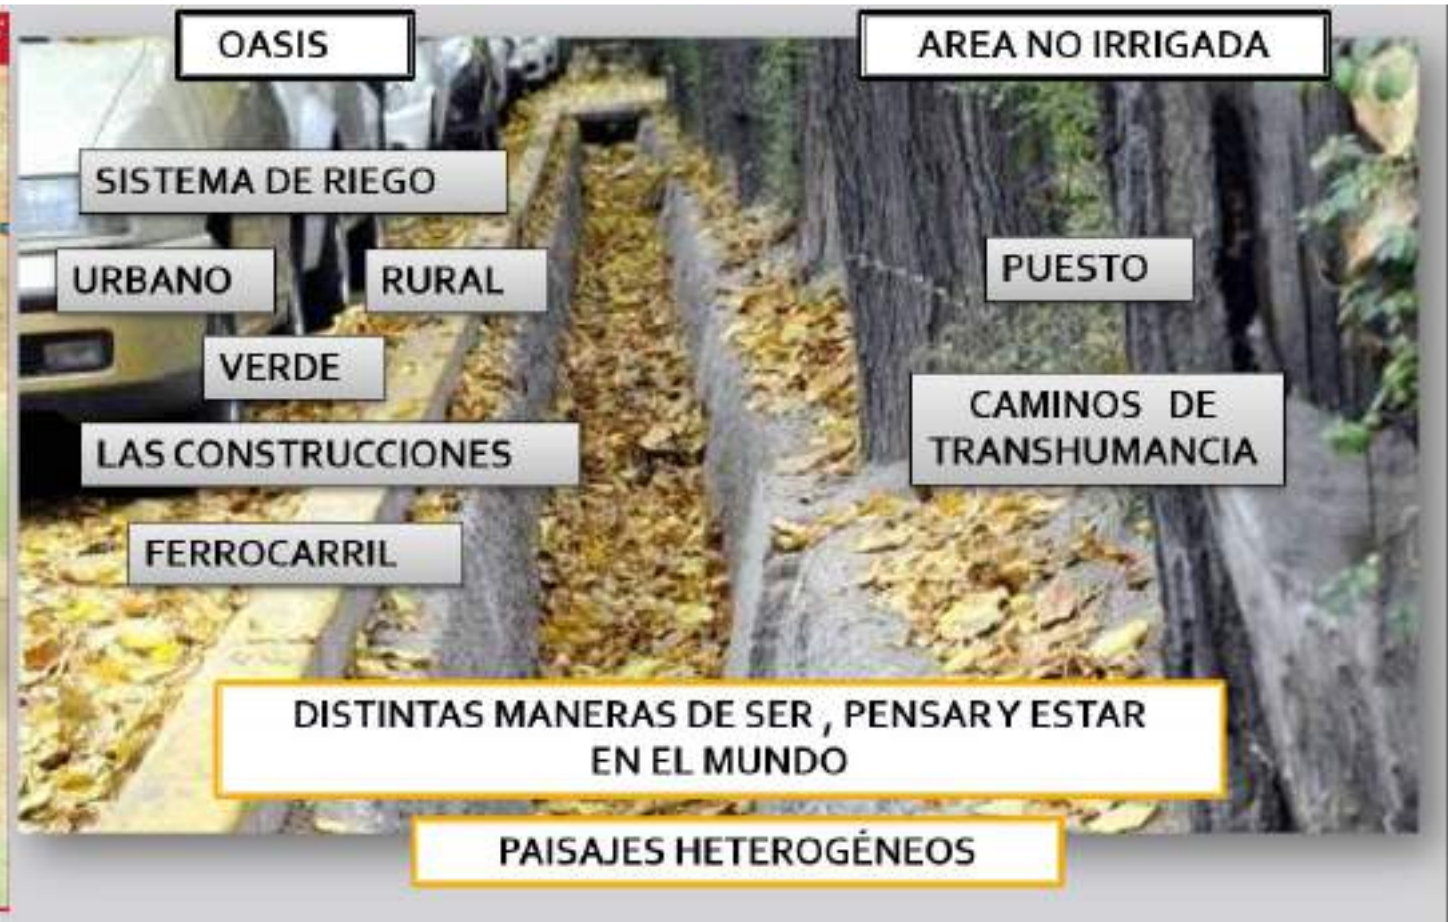 OASIS
AREA NO IRRIGADA
SISTEMA DE RIEGO
URBANO
RURAL
VERDE
LAS CONSTRUCCIONES
FERROCARRIL
PUESTO
CAMINOS DE
TRANSHUMANCIA
DISTINTAS MANERAS DE SER , PENSAR Y ESTAR
EN EL MUNDO
PAISAJES HETEROGÉNEOS